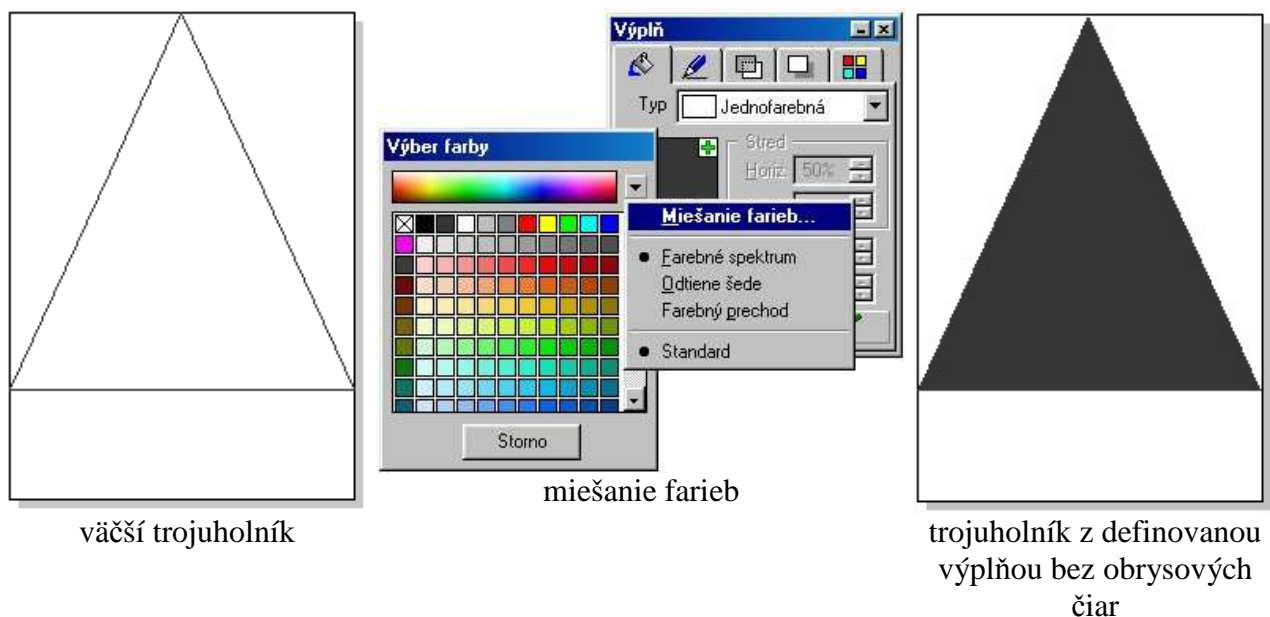 Výplň
Typ Jednofarebná
Stred
Horiz. 50%
Výber farby
Miešanie farieb...
Farebné spektrum
Odtiene šede
Farebný prechod
Standard
Storno
miešanie farieb
väčší trojuholník
trojuholník z definovanou
výplňou bez obrysových
čiar